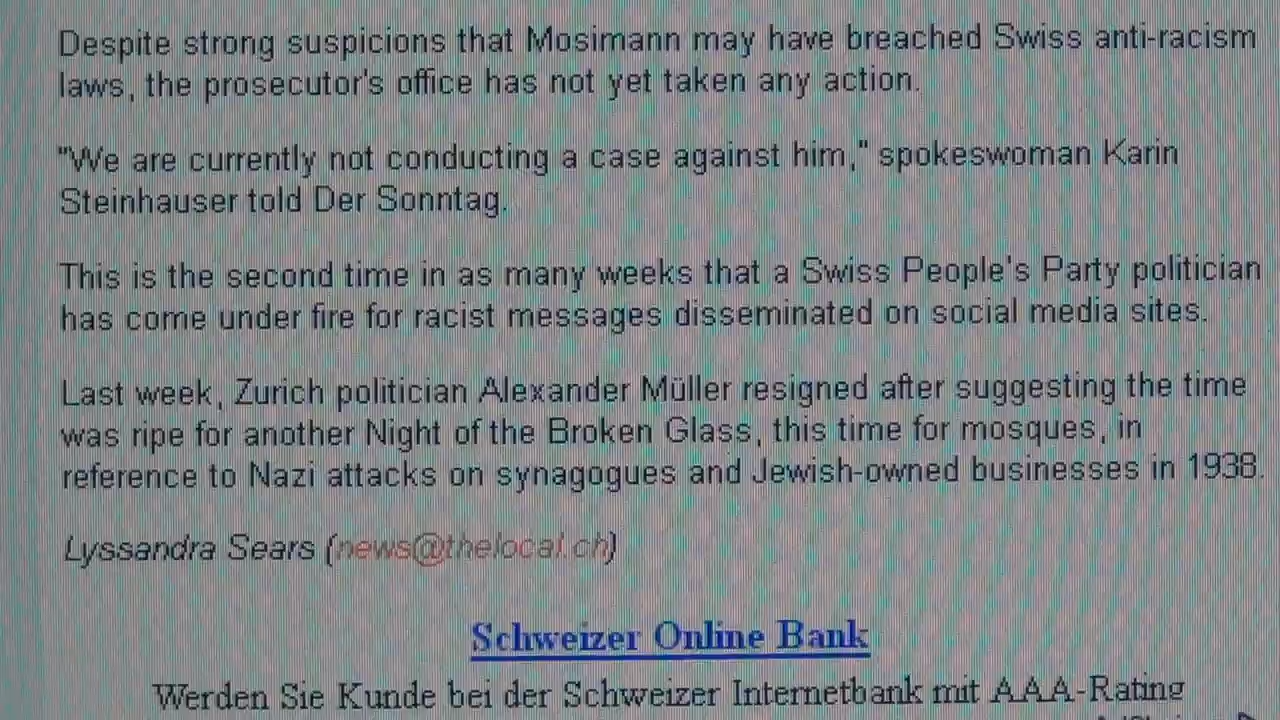 Despite strong suspicions that Mosimann may have breached Swiss anti-racism
laws, the prosecutor's office has not yet taken any action.
"We are currently not conducting a case against him," spokeswoman Karin
Steinhauser told Der Sonntag.
This is the second time in as many weeks that a Swiss People's Party politician
has come under fire for racist messages disseminated on social media sites.
Last week, Zurich politician Alexander Müller resigned after suggesting the time
was ripe for another Night of the Broken Glass, this time for mosques, in
reference to Nazi attacks on synagogues and Jewish-owned businesses in 1938.
Lyssandra Sears (news@thelocal.ch)
Schweizer Online Bank
Werden Sie Kunde bei der Schweizer Internetbank mit AAA-Rating